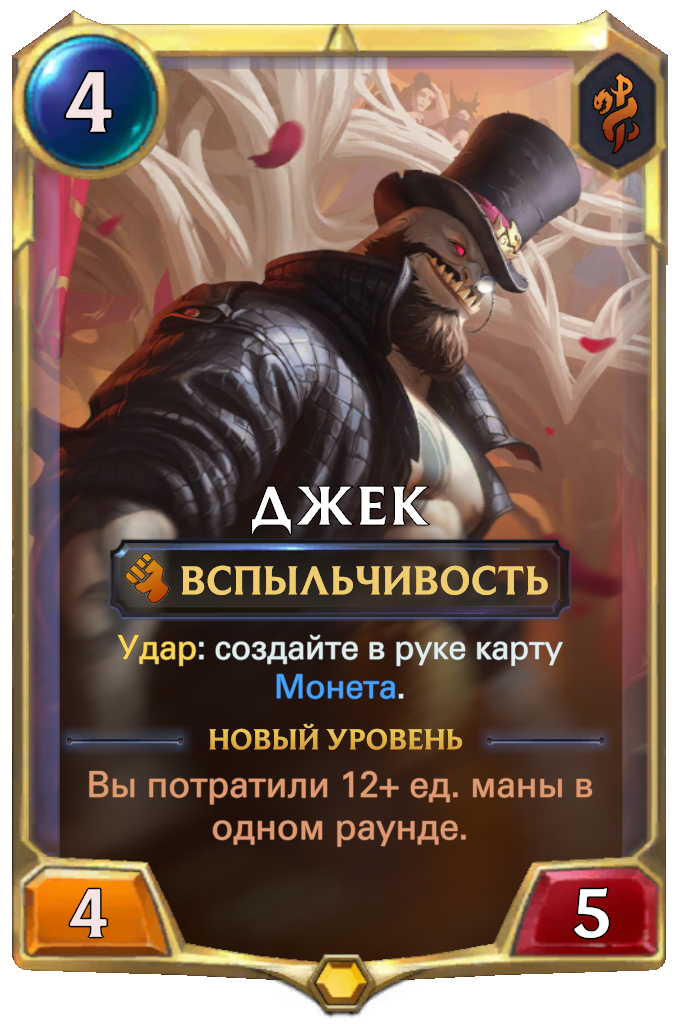 4
ДЖЕК
ВСПЫЛЬЧИВОСТЬ
Удар: создайте в руке карту
Монета.
НОВЫЙ УРОВЕНЬ
Вы потратили 12+ ед. маны в
одном раунде.
4
5